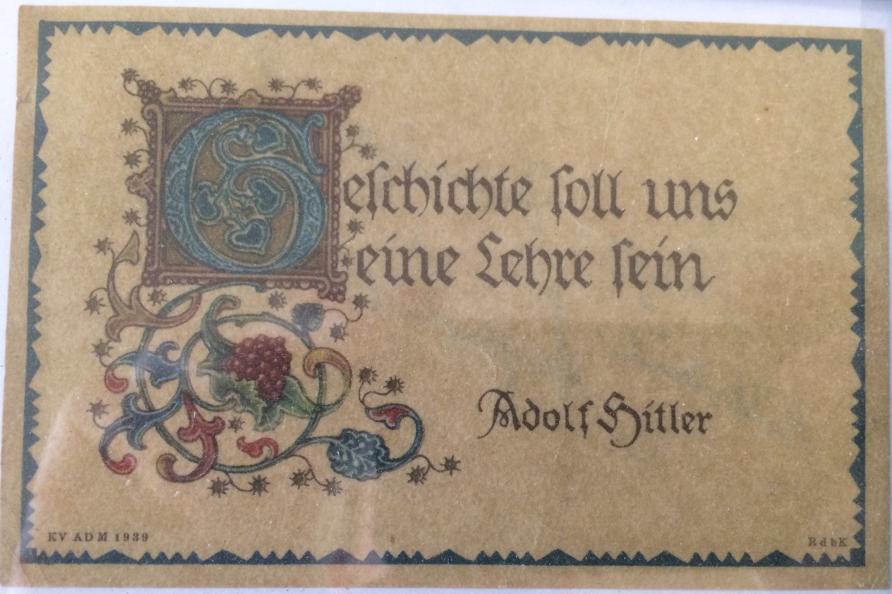 Geſchichte ſoll uns
eine Lehre ſein
Adolf Hitler
KV ADM 1939
RdbK